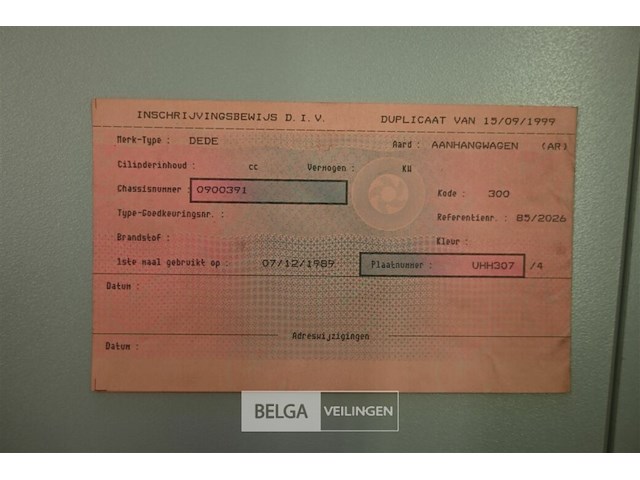 INSCHRIJVINGSBEWIJS D.I.V. DUPLICAAT VAN 15/09/1999
Merk-Type : DEDE Aard : AANHANGWAGEN (AR)
Cilinderinhoud : cc Vermogen : KW
Chassisnummer : 0900391 Kode : 300
Type-Goedkeuringsnr. : Referentienr. : 85/2026
Brandstof : Kleur :
1ste maal gebruikt op : 07/12/1989 Plaatnummer : UHH307 /4
Datum :
Adreswijzigingen
Datum :
BELGA VEILINGEN